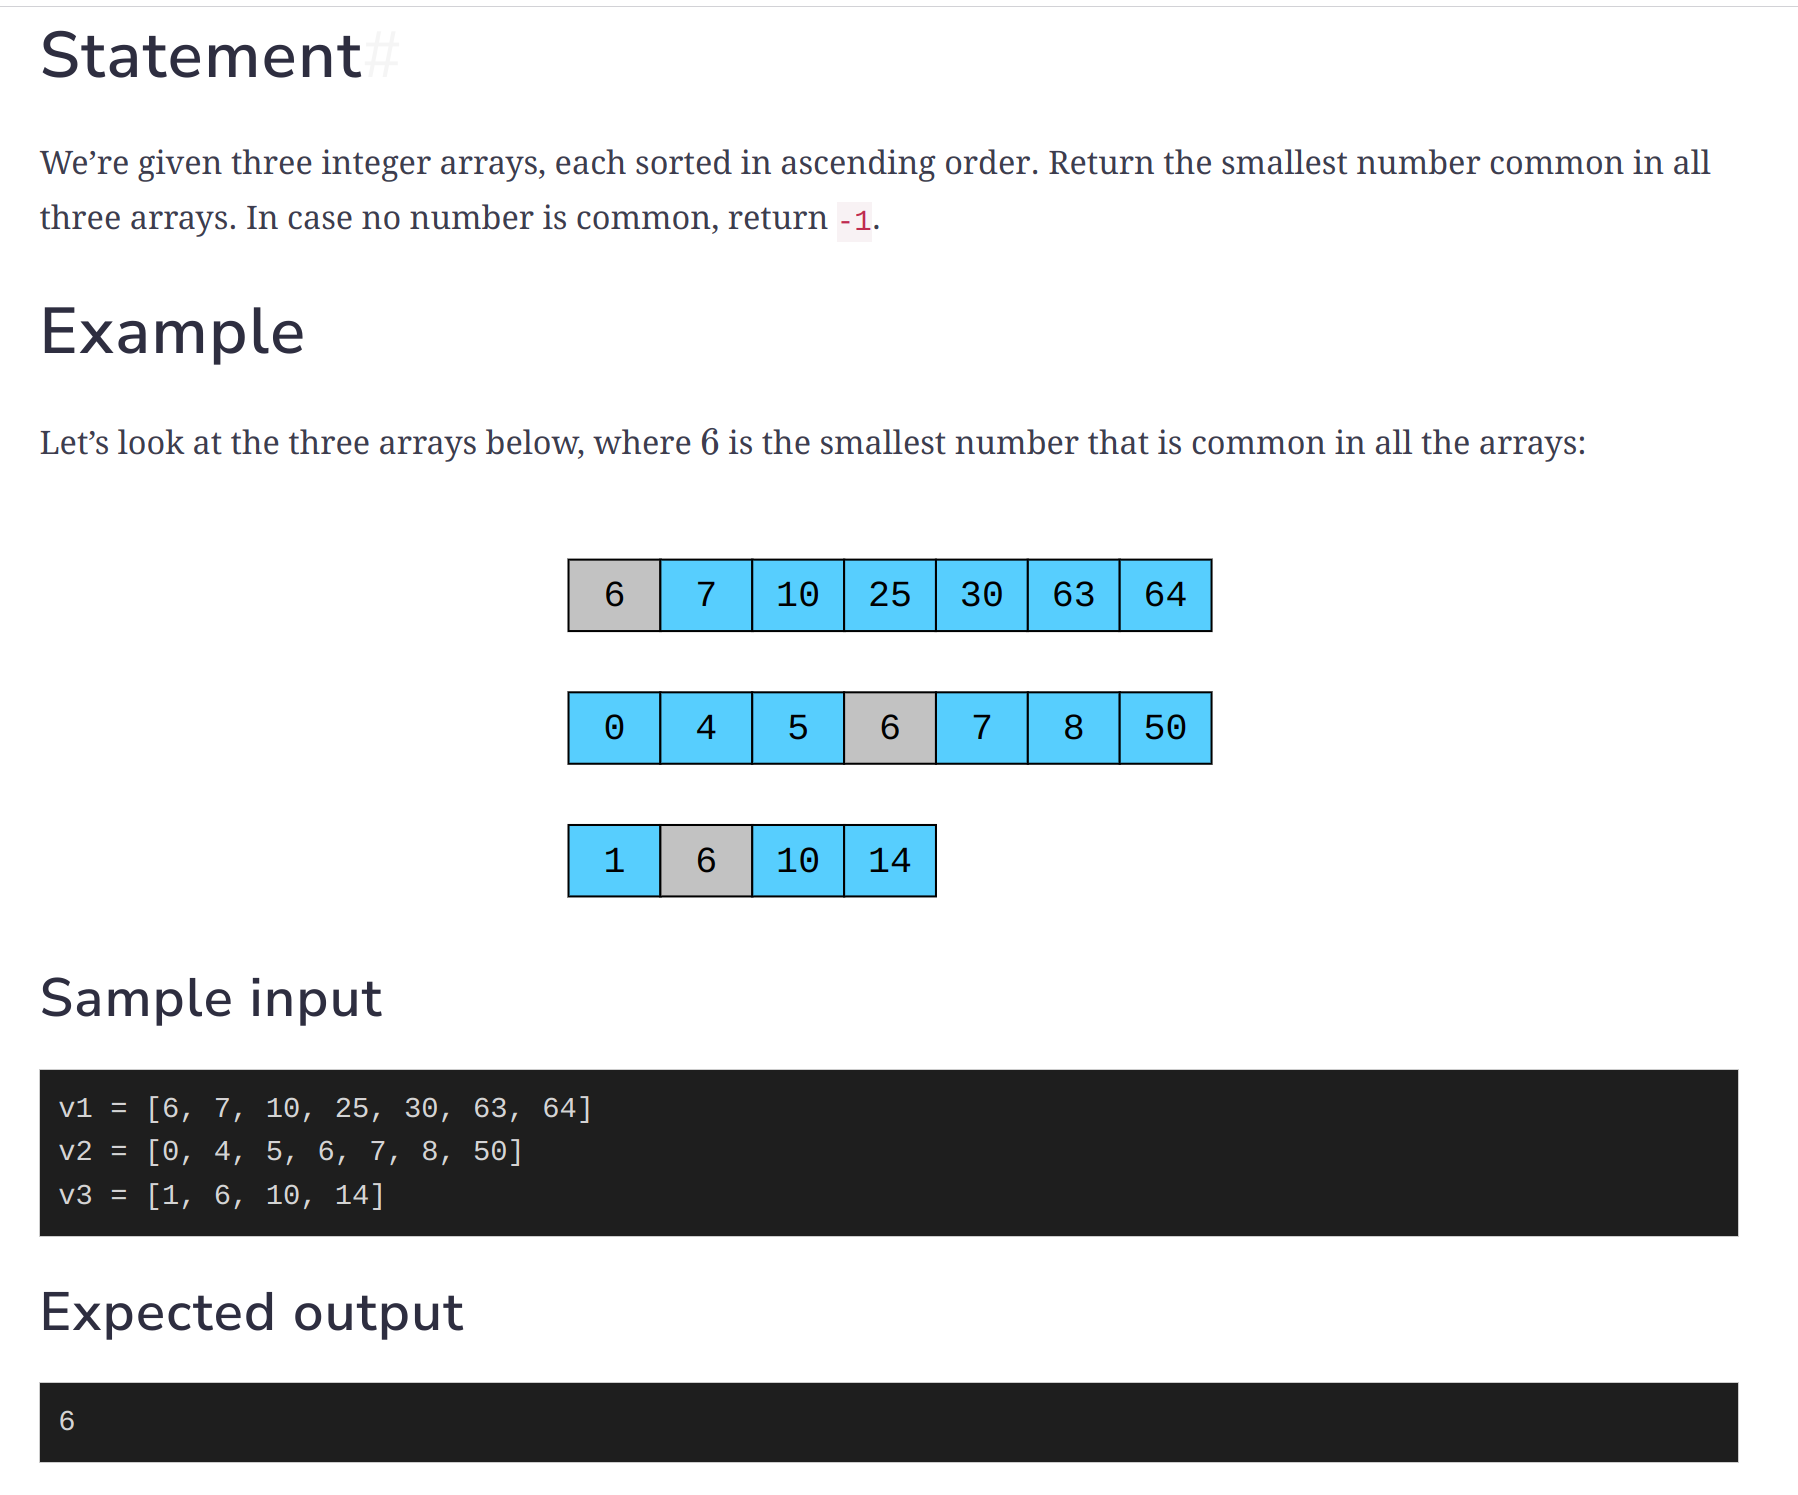 Statement#
We’re given three integer arrays, each sorted in ascending order. Return the smallest number common in all
three arrays. In case no number is common, return -1.
Example
Let’s look at the three arrays below, where 6 is the smallest number that is common in all the arrays:
6 7 10 25 30 63 64
0 4 5 6 7 8 50
1 6 10 14
Sample input
v1 = [6, 7, 10, 25, 30, 63, 64]
v2 = [0, 4, 5, 6, 7, 8, 50]
v3 = [1, 6, 10, 14]
Expected output
6